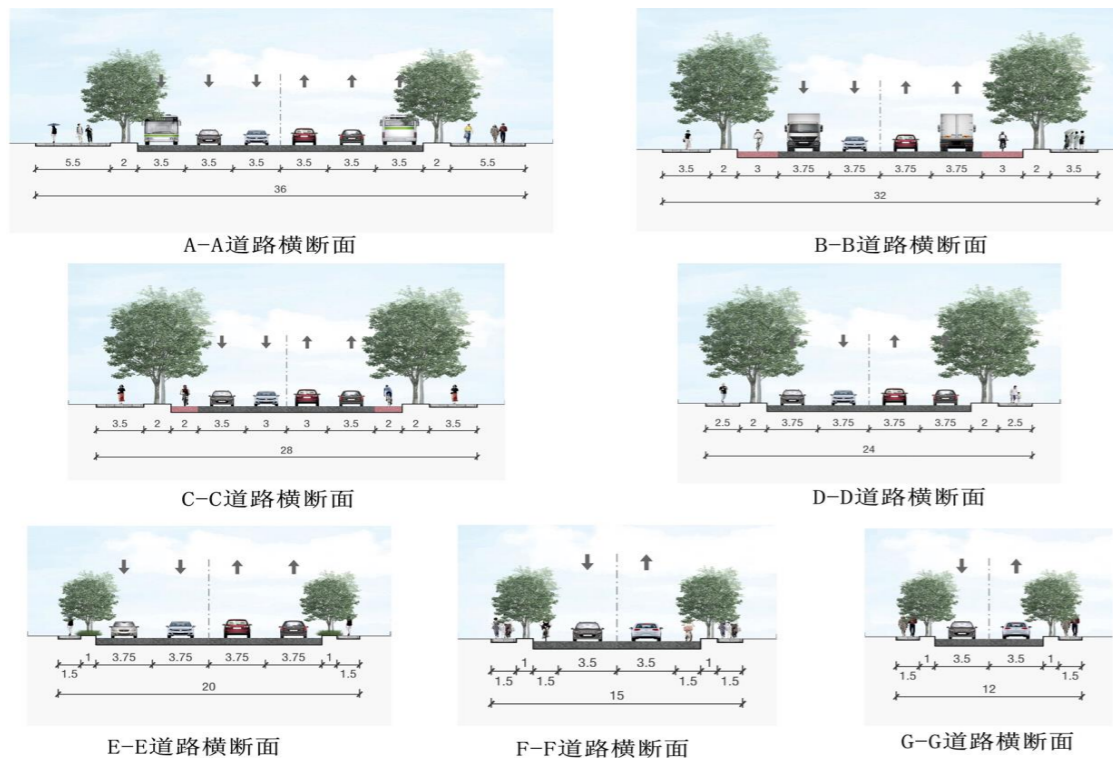 5.5 2 3.5 3.5 3.5 3.5 3.5 3.5 2 5.5
36
A-A道路横断面
3.5 2 3 3.75 3.75 3.75 3.75 3 2 3.5
32
B-B道路横断面
3.5 2 2 3.5 3 3 3.5 2 2 3.5
28
C-C道路横断面
2.5 2 3.75 3.75 3.75 3.75 2 2.5
24
D-D道路横断面
1 3.75 3.75 3.75 3.75 1
1.5 1.5
20
E-E道路横断面
1 3.5 3.5 1
1.5 1.5 1.5 1.5
15
F-F道路横断面
1 3.5 3.5 1
1.5 1.5
12
G-G道路横断面